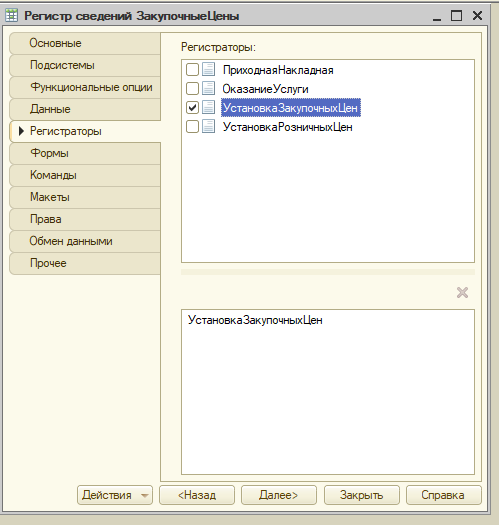 Регистр сведений ЗакупочныеЦены
Основные
Подсистемы
Функциональные опции
Данные
Регистраторы
Формы
Команды
Макеты
Права
Обмен данными
Прочее
Регистраторы:
ПриходнаяНакладная
ОказаниеУслуги
УстановкаЗакупочныхЦен
УстановкаРозничныхЦен
УстановкаЗакупочныхЦен
Действия
<Назад
Далее>
Закрыть
Справка